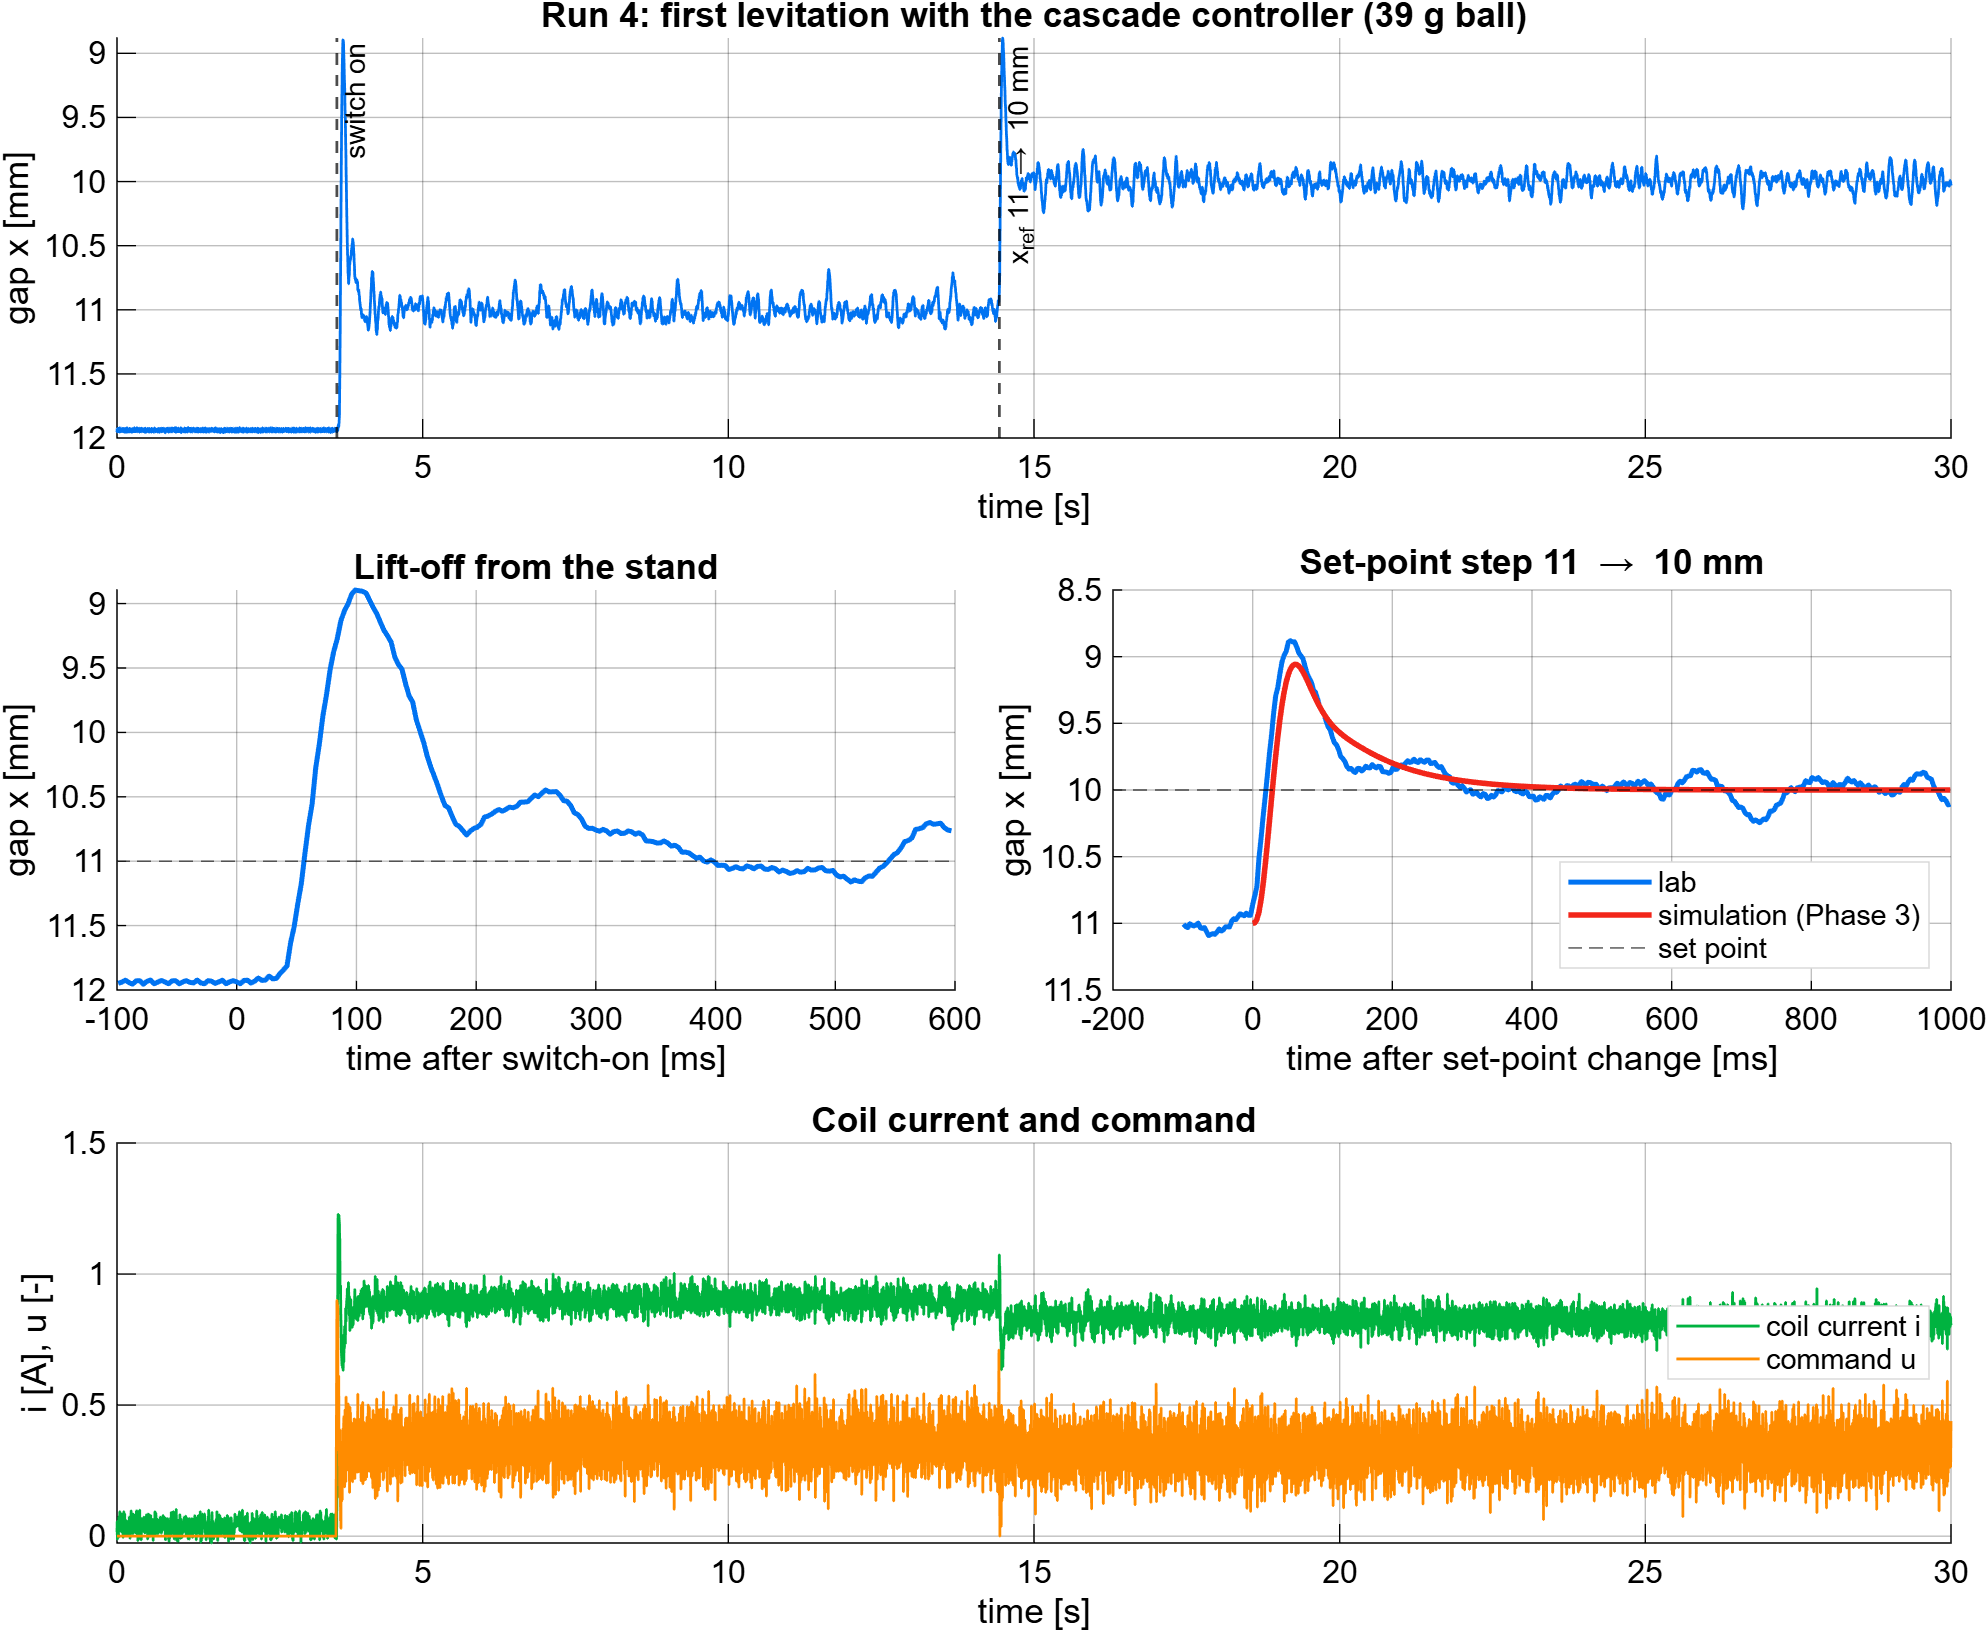 Run 4: first levitation with the cascade controller (39 g ball)
gap x [mm]
9
9.5
10
10.5
11
11.5
12
switch on
x_ref 11→ 10 mm
0 5 10 15 20 25 30
time [s]
Lift-off from the stand
gap x [mm]
9
9.5
10
10.5
11
11.5
12
-100 0 100 200 300 400 500 600
time after switch-on [ms]
Set-point step 11 → 10 mm
gap x [mm]
8.5
9
9.5
10
10.5
11
11.5
lab
simulation (Phase 3)
set point
-200 0 200 400 600 800 1000
time after set-point change [ms]
Coil current and command
i [A], u [-]
1.5
1
0.5
0
coil current i
command u
0 5 10 15 20 25 30
time [s]